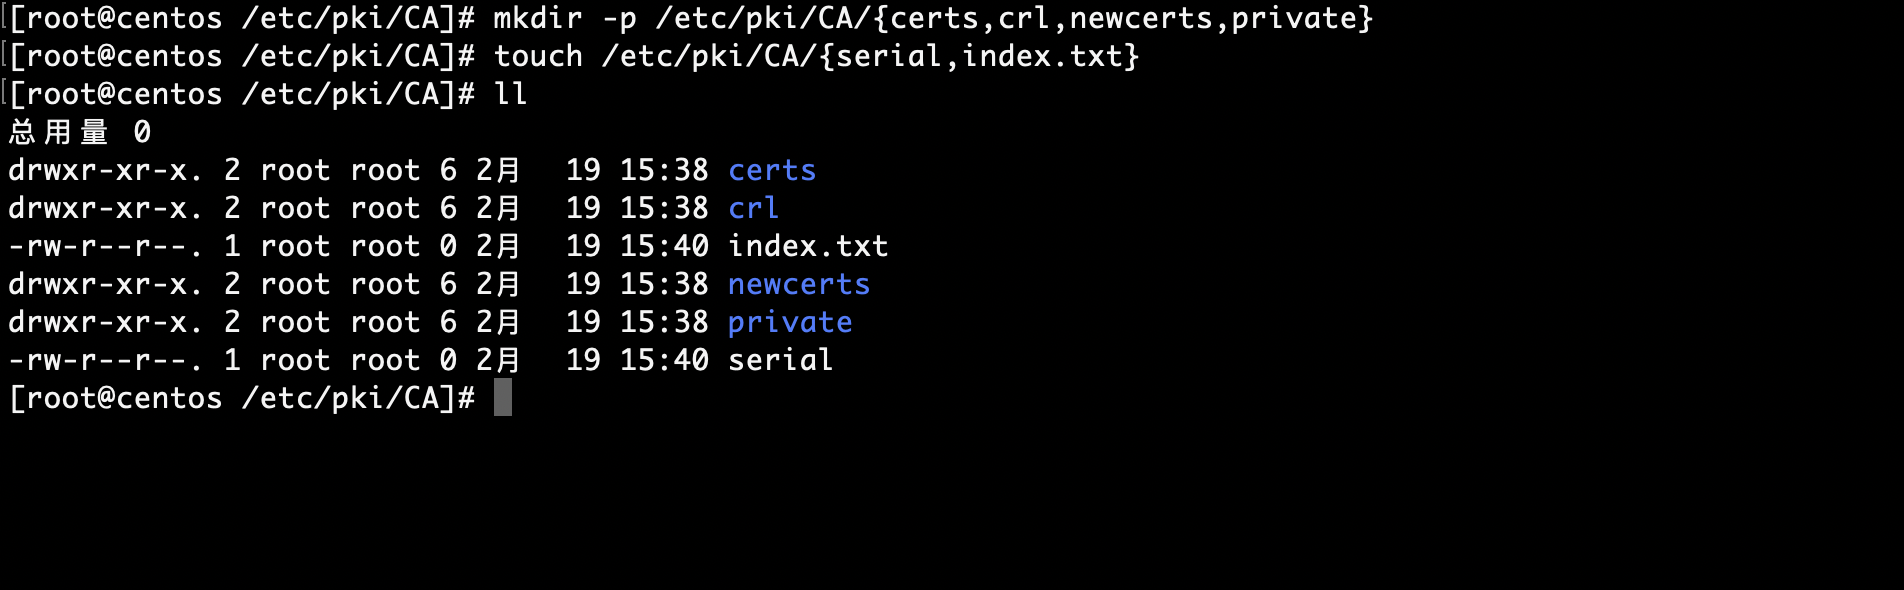 [root@centos /etc/pki/CA]# mkdir -p /etc/pki/CA/{certs,crl,newcerts,private}
[root@centos /etc/pki/CA]# touch /etc/pki/CA/{serial,index.txt}
[root@centos /etc/pki/CA]# ll
总用量 0
drwxr-xr-x. 2 root root 6 2月  19 15:38 certs
drwxr-xr-x. 2 root root 6 2月  19 15:38 crl
-rw-r--r--. 1 root root 0 2月  19 15:40 index.txt
drwxr-xr-x. 2 root root 6 2月  19 15:38 newcerts
drwxr-xr-x. 2 root root 6 2月  19 15:38 private
-rw-r--r--. 1 root root 0 2月  19 15:40 serial
[root@centos /etc/pki/CA]#